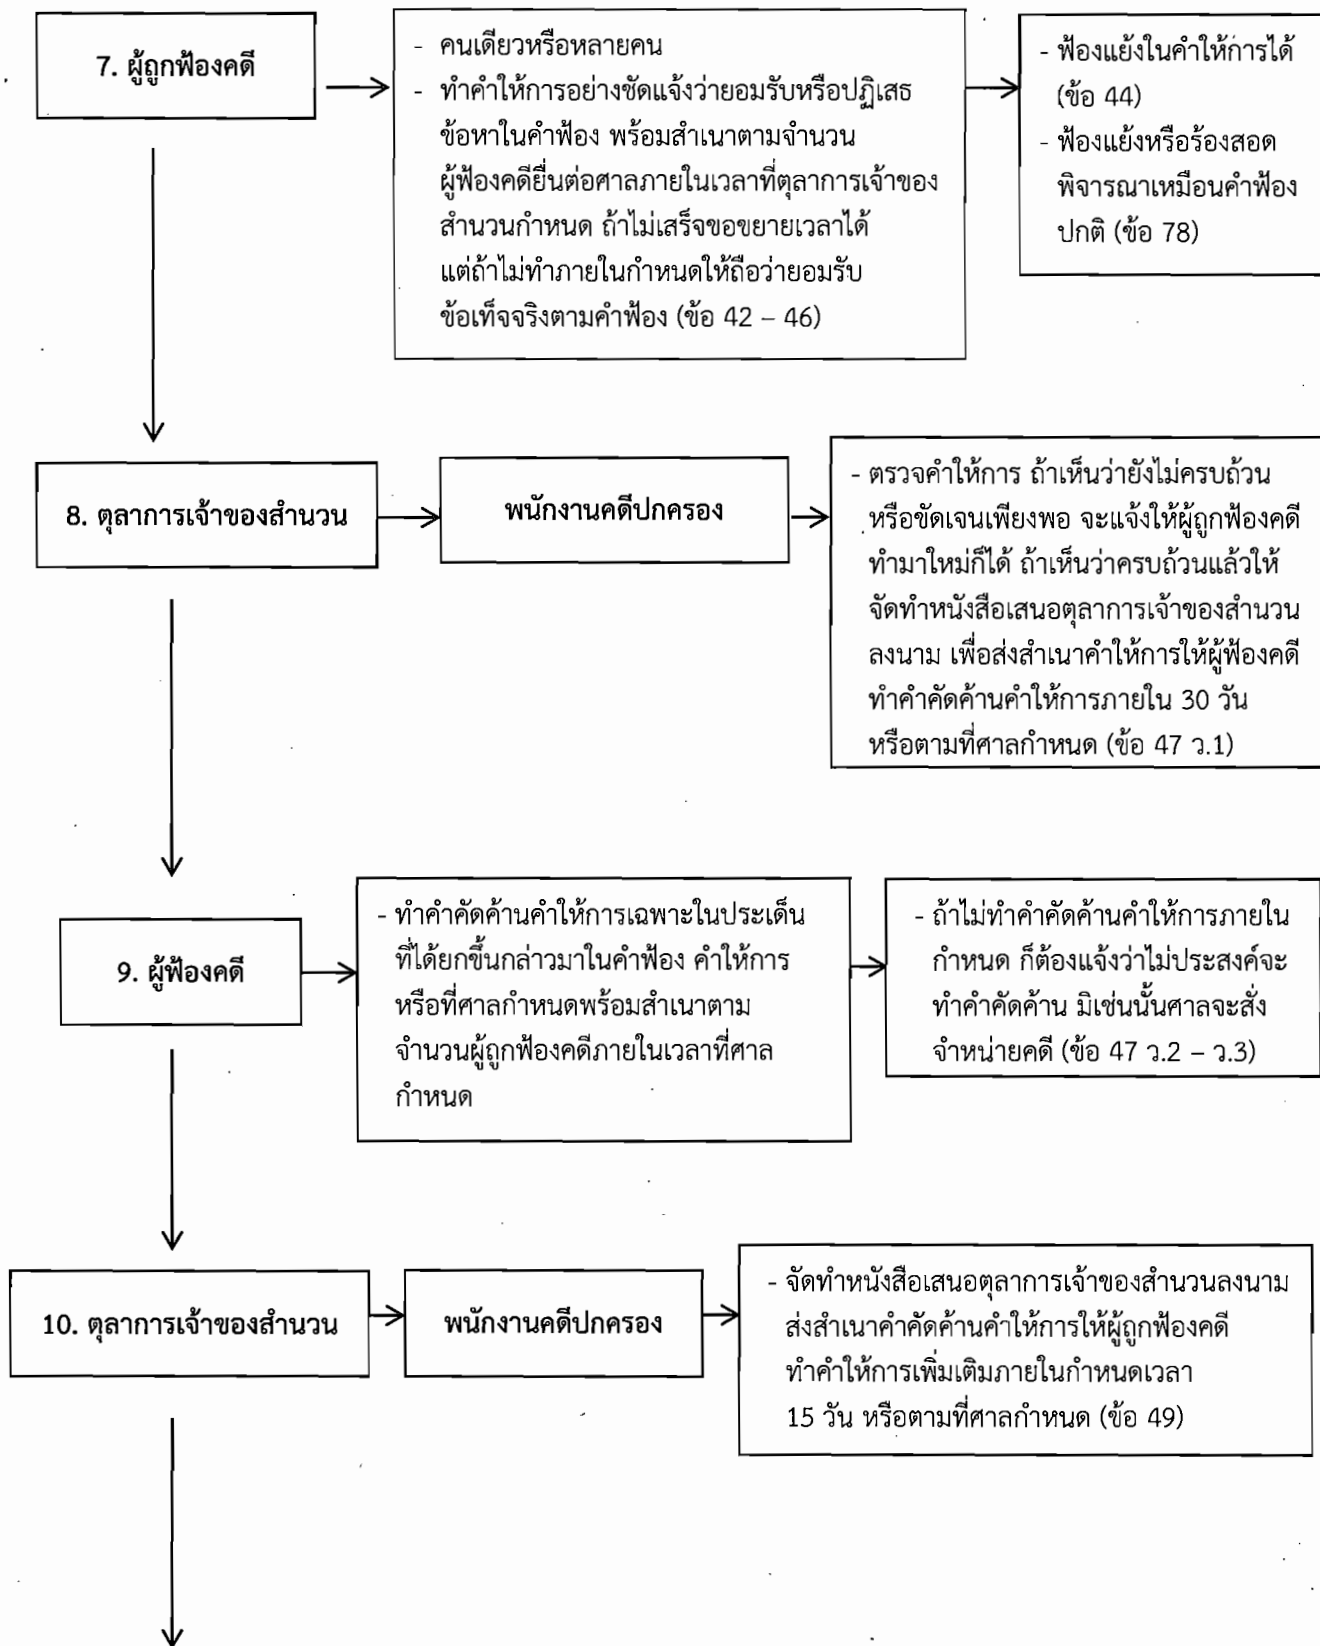 7. ผู้ถูกฟ้องคดี
- คนเดียวหรือหลายคน
- ทำคำให้การอย่างชัดแจ้งว่ายอมรับหรือปฏิเสธ
ข้อหาในคำฟ้อง พร้อมสำเนาตามจำนวน
ผู้ฟ้องคดียื่นต่อศาลภายในเวลาที่ตุลาการเจ้าของ
สำนวนกำหนด ถ้าไม่เสร็จขอขยายเวลาได้
แต่ถ้าไม่ทำภายในกำหนดให้ถือว่ายอมรับ
ข้อเท็จจริงตามคำฟ้อง (ข้อ 42 – 46)
- ฟ้องแย้งในคำให้การได้
(ข้อ 44)
- ฟ้องแย้งหรือร้องสอด
พิจารณาเหมือนคำฟ้อง
ปกติ (ข้อ 78)
8. ตุลาการเจ้าของสำนวน
พนักงานคดีปกครอง
- ตรวจคำให้การ ถ้าเห็นว่ายังไม่ครบถ้วน
หรือขัดเจนเพียงพอ จะแจ้งให้ผู้ถูกฟ้องคดี
ทำมาใหม่ก็ได้ ถ้าเห็นว่าครบถ้วนแล้วให้
จัดทำหนังสือเสนอตุลาการเจ้าของสำนวน
ลงนาม เพื่อส่งสำเนาคำให้การให้ผู้ฟ้องคดี
ทำคำคัดค้านคำให้การภายใน 30 วัน
หรือตามที่ศาลกำหนด (ข้อ 47 ว.1)
9. ผู้ฟ้องคดี
- ทำคำคัดค้านคำให้การเฉพาะในประเด็น
ที่ได้ยกขึ้นกล่าวมาในคำฟ้อง คำให้การ
หรือที่ศาลกำหนดพร้อมสำเนาตาม
จำนวนผู้ถูกฟ้องคดีภายในเวลาที่ศาล
กำหนด
- ถ้าไม่ทำคำคัดค้านคำให้การภายใน
กำหนด ก็ต้องแจ้งว่าไม่ประสงค์จะ
ทำคำคัดค้าน มิเช่นนั้นศาลจะสั่ง
จำหน่ายคดี (ข้อ 47 ว.2 – ว.3)
10. ตุลาการเจ้าของสำนวน
พนักงานคดีปกครอง
- จัดทำหนังสือเสนอตุลาการเจ้าของสำนวนลงนาม
ส่งสำเนาคำคัดค้านคำให้การให้ผู้ถูกฟ้องคดี
ทำคำให้การเพิ่มเติมภายในกำหนดเวลา
15 วัน หรือตามที่ศาลกำหนด (ข้อ 49)